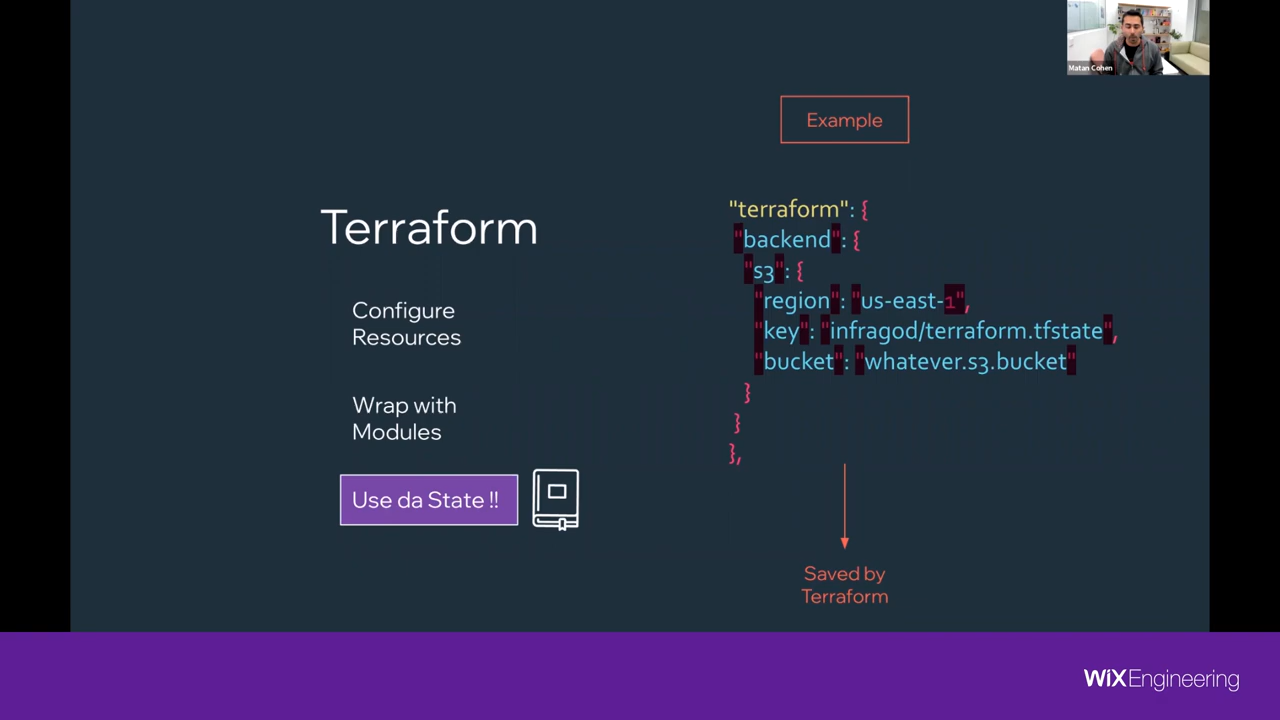 Matan Cohen
Example
Terraform
Configure
Resources
Wrap with
Modules
Use da State !!
"terraform": {
"backend": {
"s3": {
"region": "us-east-1",
"key": "infragod/terraform.tfstate",
"bucket": "whatever.s3.bucket"
}
}
},
Saved by
Terraform
WiX Engineering